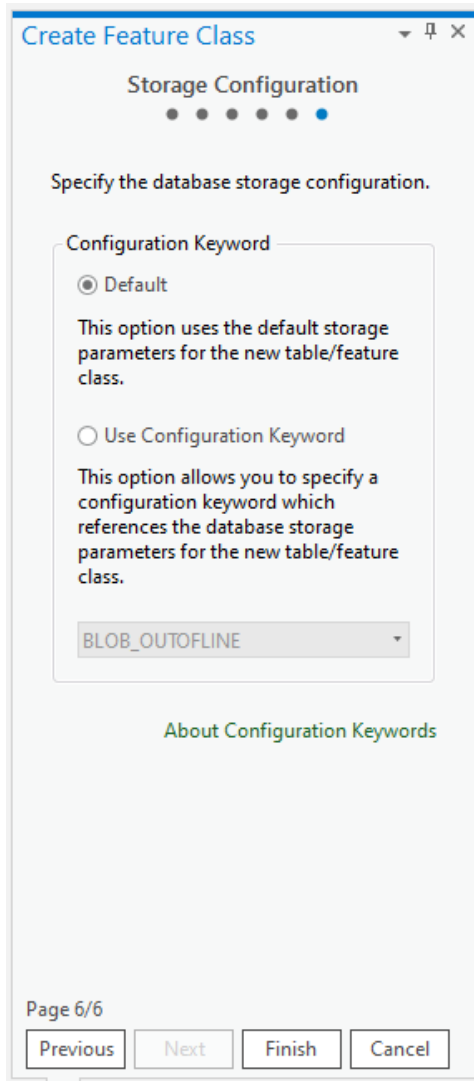 Create Feature Class
Storage Configuration
Specify the database storage configuration.
Configuration Keyword
Default
This option uses the default storage
parameters for the new table/feature
class.
Use Configuration Keyword
This option allows you to specify a
configuration keyword which
references the database storage
parameters for the new table/feature
class.
BLOB_OUTOFLINE
About Configuration Keywords
Page 6/6
Previous Next Finish Cancel